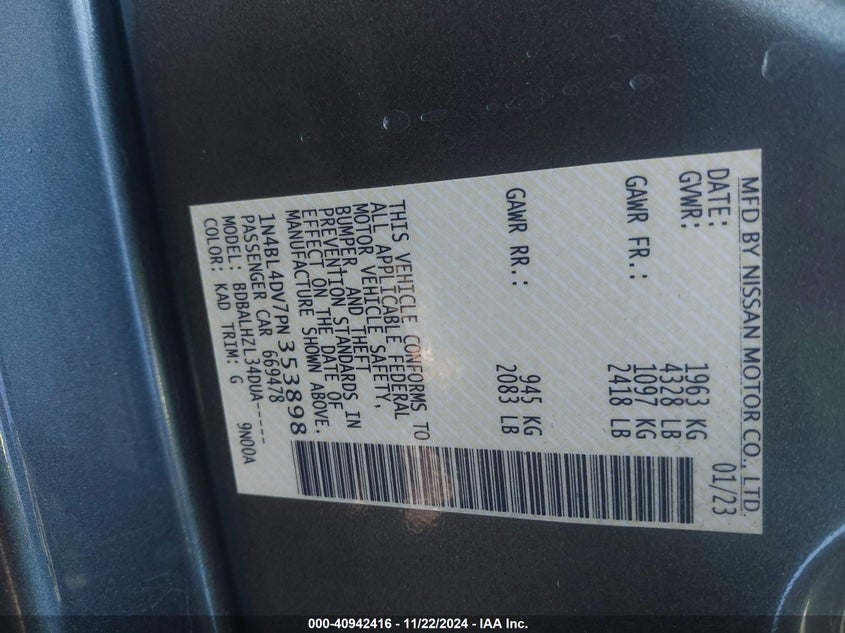 MFD BY NISSAN MOTOR CO., LTD.
DATE: 01/23
GVWR: 1963 KG
4328 LB
GAWR FR.: 1097 KG
2418 LB
GAWR RR.: 945 KG
2083 LB
THIS VEHICLE CONFORMS TO
ALL APPLICABLE FEDERAL
MOTOR VEHICLE SAFETY,
BUMPER, AND THEFT
PREVENTION STANDARDS IN
EFFECT ON THE DATE OF
MANUFACTURE SHOWN ABOVE.
1N4BL4DV7PN353898
PASSENGER CAR 669478
MODEL: BDBALHZL34DUA-----
COLOR: KAD TRIM: G 9N00A
000-40942416 - 11/22/2024 - IAA Inc.